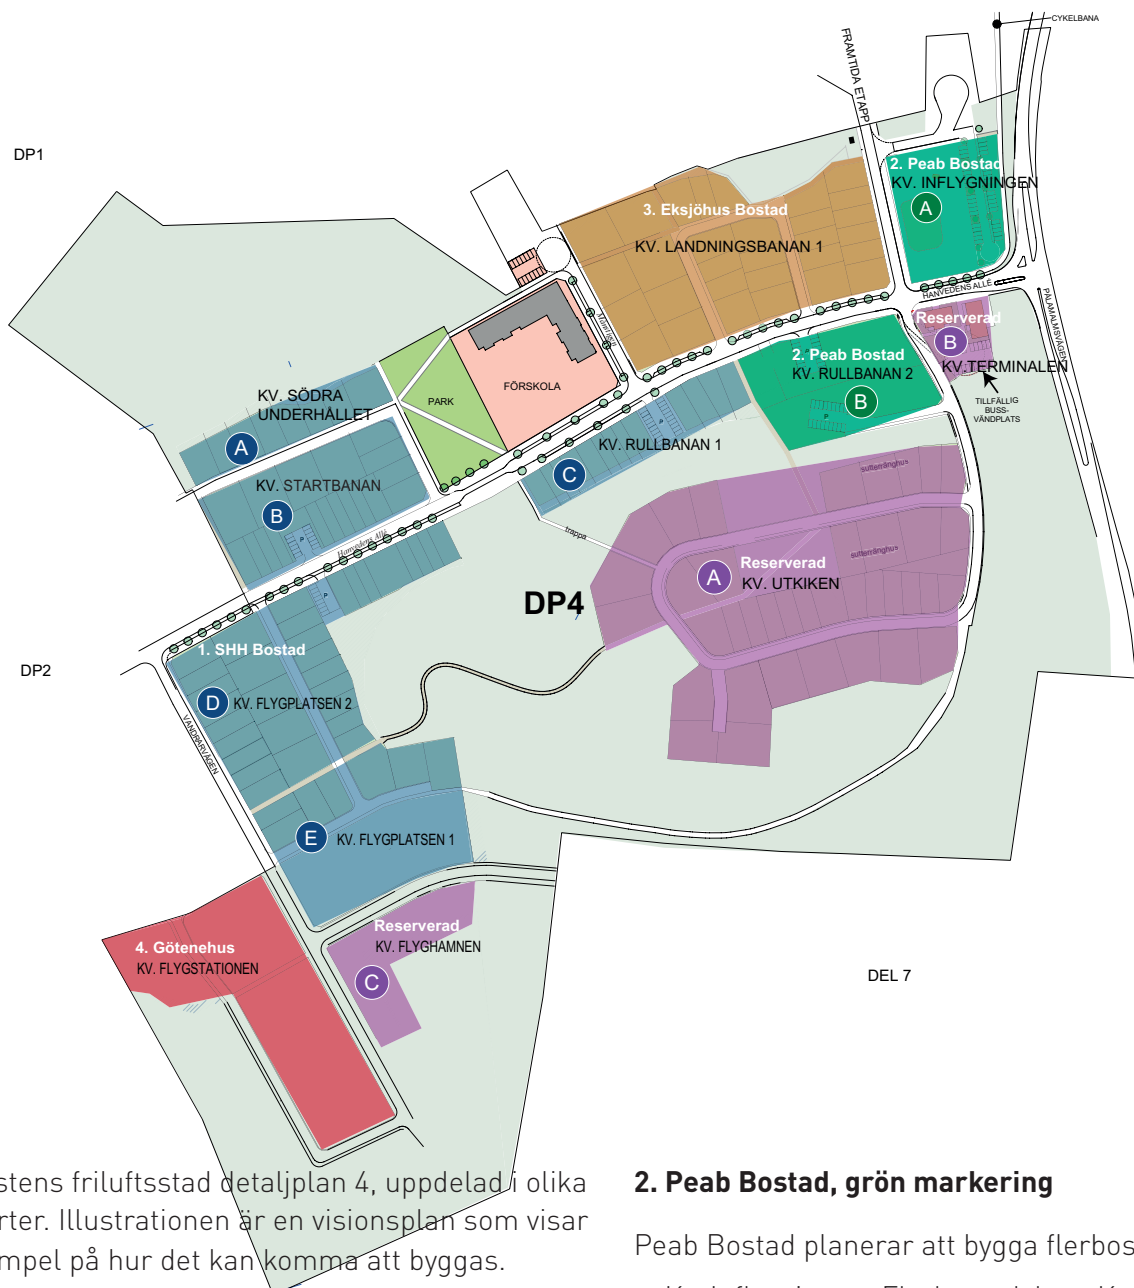 CYKELBANA
FRAMTIDA ETAPP
DP1
2. Peab Bostad
KV. INFLYGNINGEN
A
3. Eksjöhus Bostad
KV. LANDNINGSBANAN 1
HANVEDENS ALLÉ
PÅLAMALMSVÄGEN
Reserverad
B
KV. TERMINALEN
TILLFÄLLIG
BUSS-
VÄNDPLATS
2. Peab Bostad
KV. RULLBANAN 2
B
P
FÖRSKOLA
PARK
KV. SÖDRA
UNDERHÅLLET
A
KV. STARTBANAN
B
P
KV. RULLBANAN 1
C
P
sutterränghus
sutterränghus
trappa
Hanvedens Allé
Reserverad
A
KV. UTKIKEN
DP4
P
1. SHH Bostad
DP2
D
KV. FLYGPLATSEN 2
VANDRARVÄGEN
E
KV. FLYGPLATSEN 1
Reserverad
KV. FLYGHAMNEN
C
4. Götenehus
KV. FLYGSTATIONEN
DEL 7
stens friluftsstad detaljplan 4, uppdelad i olika
rter. Illustrationen är en visionsplan som visar
mpel på hur det kan komma att byggas.
2. Peab Bostad, grön markering
Peab Bostad planerar att bygga flerbos